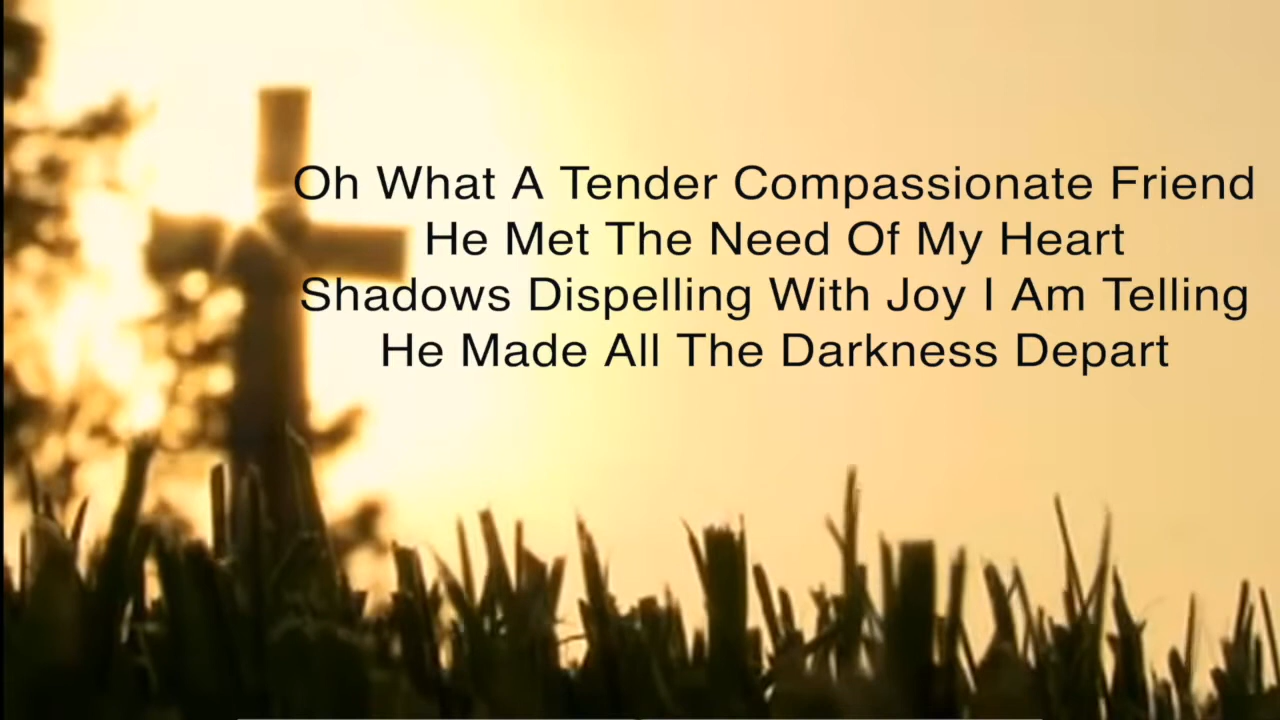 Oh What A Tender Compassionate Friend
He Met The Need Of My Heart
Shadows Dispelling With Joy I Am Telling
He Made All The Darkness Depart